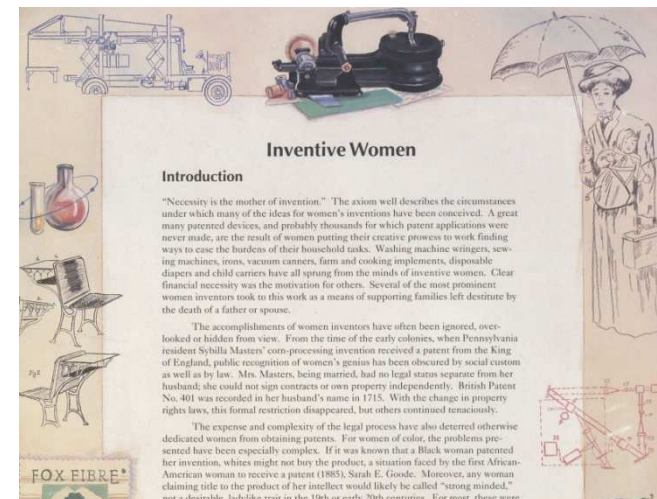 Inventive Women
Introduction
“Necessity is the mother of invention.” The axiom well describes the circumstances
under which many of the ideas for women’s inventions have been conceived. A great
many patented devices, and probably thousands for which patent applications were
never made, are the result of women putting their creative prowess to work finding
ways to ease the burdens of their household tasks. Washing machine wringers, sew-
ing machines, irons, vacuum canners, farm and cooking implements, disposable
diapers and child carriers have all sprung from the minds of inventive women. Clear
financial necessity was the motivation for others. Several of the most prominent
women inventors took to this work as a means of supporting families left destitute by
the death of a father or spouse.
The accomplishments of women inventors have often been ignored, over-
looked or hidden from view. From the time of the early colonies, when Pennsylvania
resident Sybilla Masters’ corn-processing invention received a patent from the King
of England, public recognition of women’s genius has been obscured by social custom
as well as by law. Mrs. Masters, being married, had no legal status separate from her
husband; she could not sign contracts or own property independently. British Patent
No. 401 was recorded in her husband’s name in 1715. With the change in property
rights laws, this formal restriction disappeared, but others continued tenaciously.
The expense and complexity of the legal process have also deterred otherwise
dedicated women from obtaining patents. For women of color, the problems pre-
sented have been especially complex. If it was known that a Black woman patented
her invention, whites might not buy the product, a situation faced by the first African-
American woman to receive a patent (1885), Sarah E. Goode. Moreover, any woman
claiming title to the product of her intellect would likely be called “strong minded,”
not a desirable, ladylike trait in the 19th or early 20th centuries. For most, these were
FOX FIBRE®